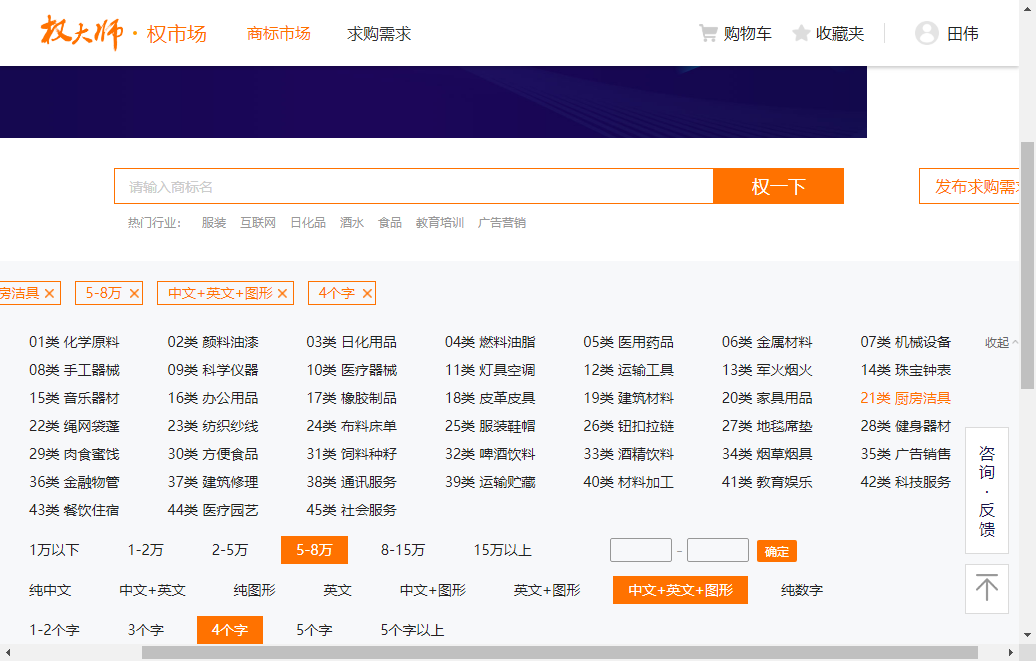 权大师·权市场 商标市场 求购需求 购物车 收藏夹 田伟
请输入商标名 权一下 发布求购需求
热门行业： 服装 互联网 日化品 酒水 食品 教育培训 广告营销
房洁具 × 5-8万 × 中文+英文+图形 × 4个字 ×
01类 化学原料 02类 颜料油漆 03类 日化用品 04类 燃料油脂 05类 医用药品 06类 金属材料 07类 机械设备 收起
08类 手工器械 09类 科学仪器 10类 医疗器械 11类 灯具空调 12类 运输工具 13类 军火烟火 14类 珠宝钟表
15类 音乐器材 16类 办公用品 17类 橡胶制品 18类 皮革皮具 19类 建筑材料 20类 家具用品 21类 厨房洁具
22类 绳网袋篷 23类 纺织纱线 24类 布料床单 25类 服装鞋帽 26类 钮扣拉链 27类 地毯席垫 28类 健身器材
29类 肉食蜜饯 30类 方便食品 31类 饲料种籽 32类 啤酒饮料 33类 酒精饮料 34类 烟草烟具 35类 广告销售
36类 金融物管 37类 建筑修理 38类 通讯服务 39类 运输贮藏 40类 材料加工 41类 教育娱乐 42类 科技服务
43类 餐饮住宿 44类 医疗园艺 45类 社会服务
1万以下 1-2万 2-5万 5-8万 8-15万 15万以上 - 确定
纯中文 中文+英文 纯图形 英文 中文+图形 英文+图形 中文+英文+图形 纯数字
1-2个字 3个字 4个字 5个字 5个字以上
咨询·反馈